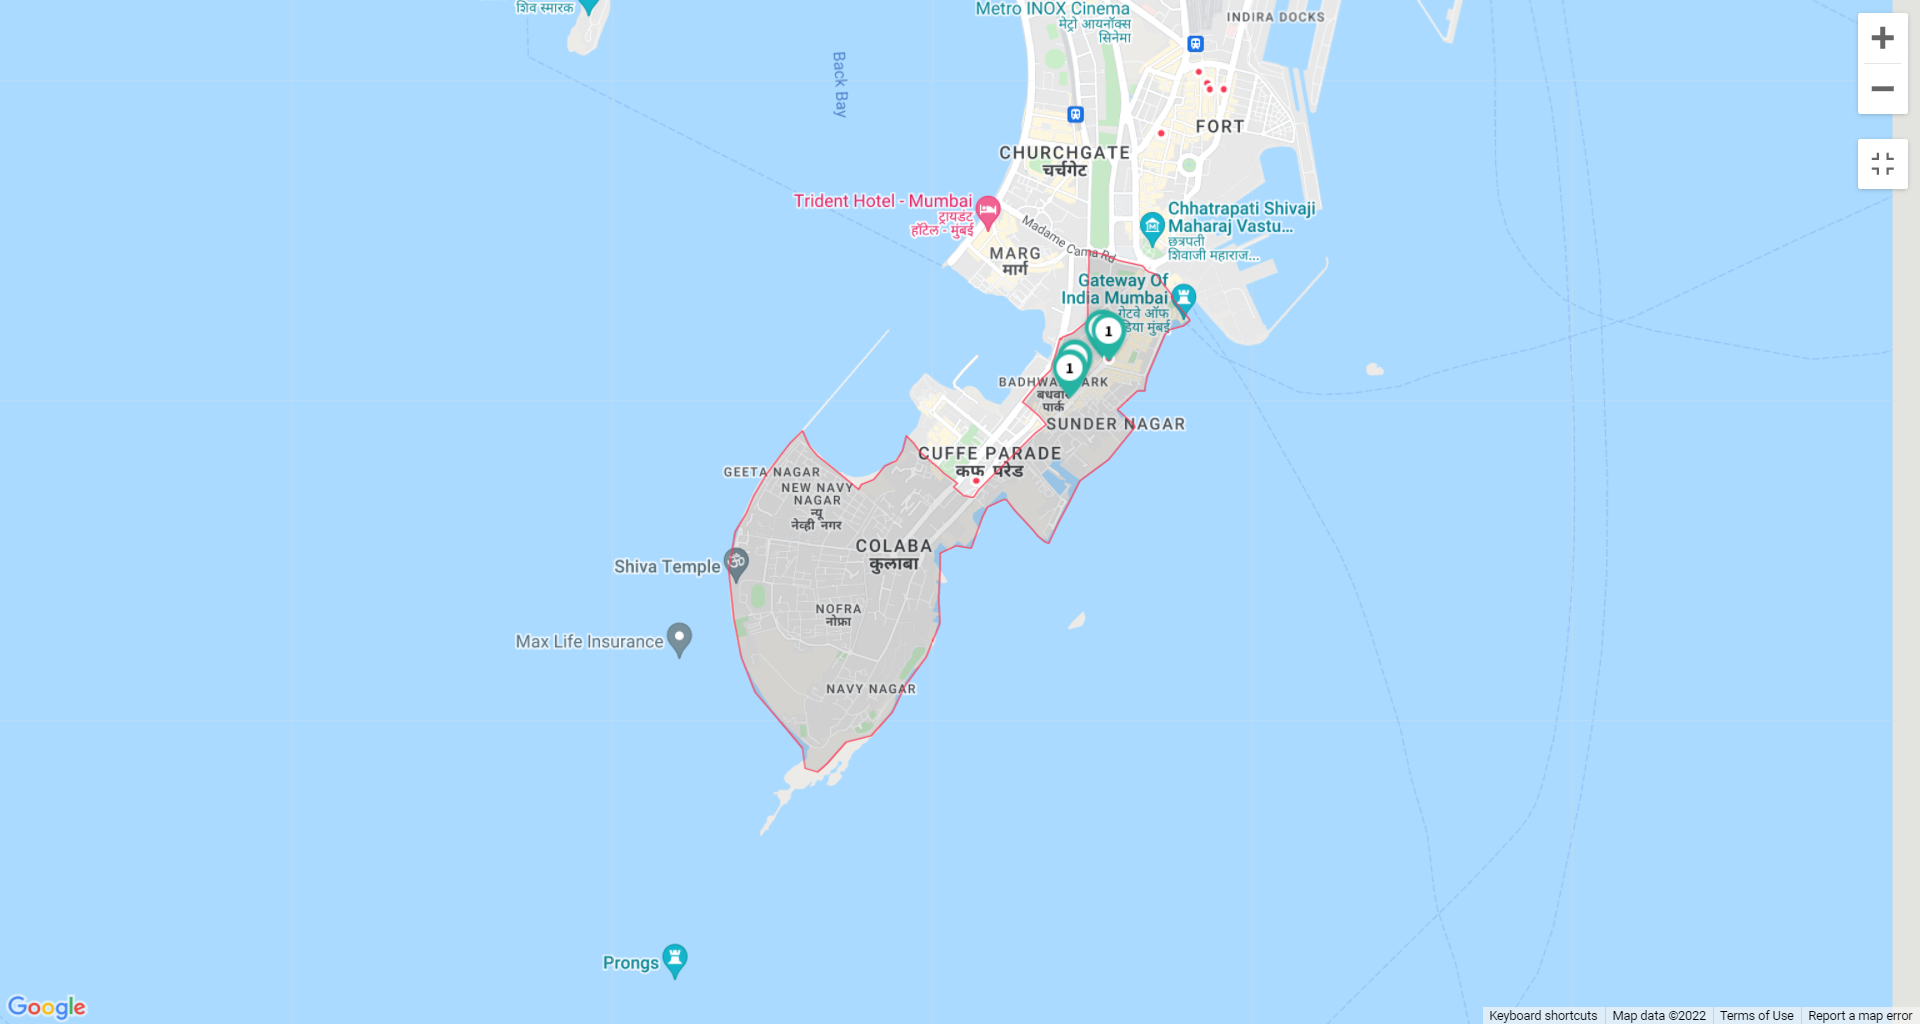 शिव स्मारक
Metro INOX Cinema
मेट्रो आयनॉक्स
सिनेमा
INDIRA DOCKS
Back Bay
FORT
CHURCHGATE
चर्चगेट
Trident Hotel - Mumbai
ट्रायडंट
हॉटेल - मुंबई
Madame Cama Rd
Chhatrapati Shivaji
Maharaj Vastu...
छत्रपती
शिवाजी महाराज...
MARG
मार्ग
Gateway Of
India Mumbai
गेटवे ऑफ
डिया मुंबई
1
1
BADHWA ARK
बधवार
पार्क
SUNDER NAGAR
CUFFE PARADE
कफ परेड
GEETA NAGAR
NEW NAVY
NAGAR
न्यू
नेव्ही नगर
COLABA
कुलाबा
Shiva Temple
NOFRA
नोफ्रा
Max Life Insurance
NAVY NAGAR
Prongs
Google
Keyboard shortcuts
Map data ©2022
Terms of Use
Report a map error